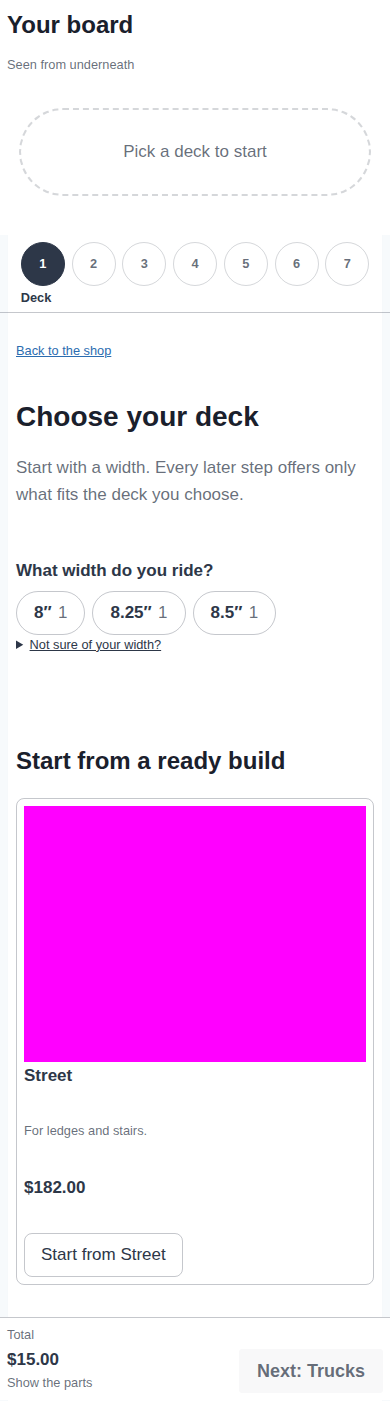 Your board
Seen from underneath
Pick a deck to start
1 2 3 4 5 6 7
Deck
Back to the shop
Choose your deck
Start with a width. Every later step offers only
what fits the deck you choose.
What width do you ride?
8″ 1 8.25″ 1 8.5″ 1
Not sure of your width?
Start from a ready build
Street
For ledges and stairs.
$182.00
Start from Street
Total
$15.00
Show the parts
Next: Trucks